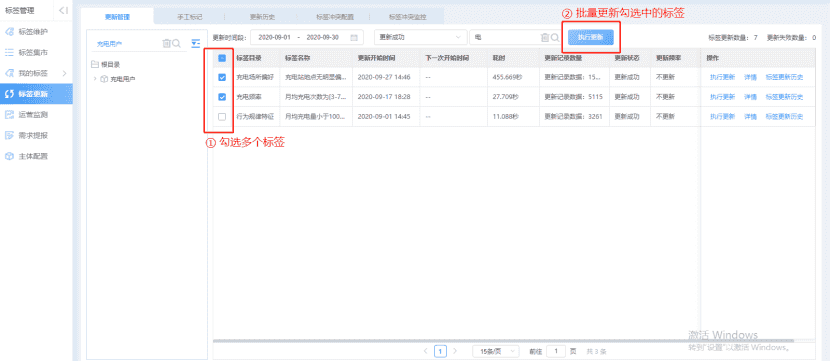 标签管理
标签维护
标签集市
我的标签
标签更新
运营监测
需求提报
主体配置
更新管理 手工标记 更新历史 标签冲突配置 标签冲突监控
② 批量更新勾选中的标签
充电用户
根目录
充电用户
更新时间段： 2020-09-01 - 2020-09-30 更新成功 电 执行更新 标签更新数量： 7 更新失败数量： 0
标签目录 标签名称 更新开始时间 下一次开始时间 耗时 更新记录数量 更新状态 更新频率 操作
充电场所偏好 充电站地点无明显偏... 2020-09-27 14:46 -- 455.669秒 更新记录数据：15... 更新成功 不更新 执行更新 详情 标签更新历史
充电频率 月均充电次数为(3-7... 2020-09-17 18:28 -- 27.709秒 更新记录数据：5115 更新成功 不更新 执行更新 详情 标签更新历史
行为规律特征 月均充电量小于100... 2020-09-01 14:45 -- 11.088秒 更新记录数据：3261 更新成功 不更新 执行更新 详情 标签更新历史
① 勾选多个标签
激活 Windows
转到"设置"以激活 Windows。
1 15条/页 前往 1 页 共 3 条